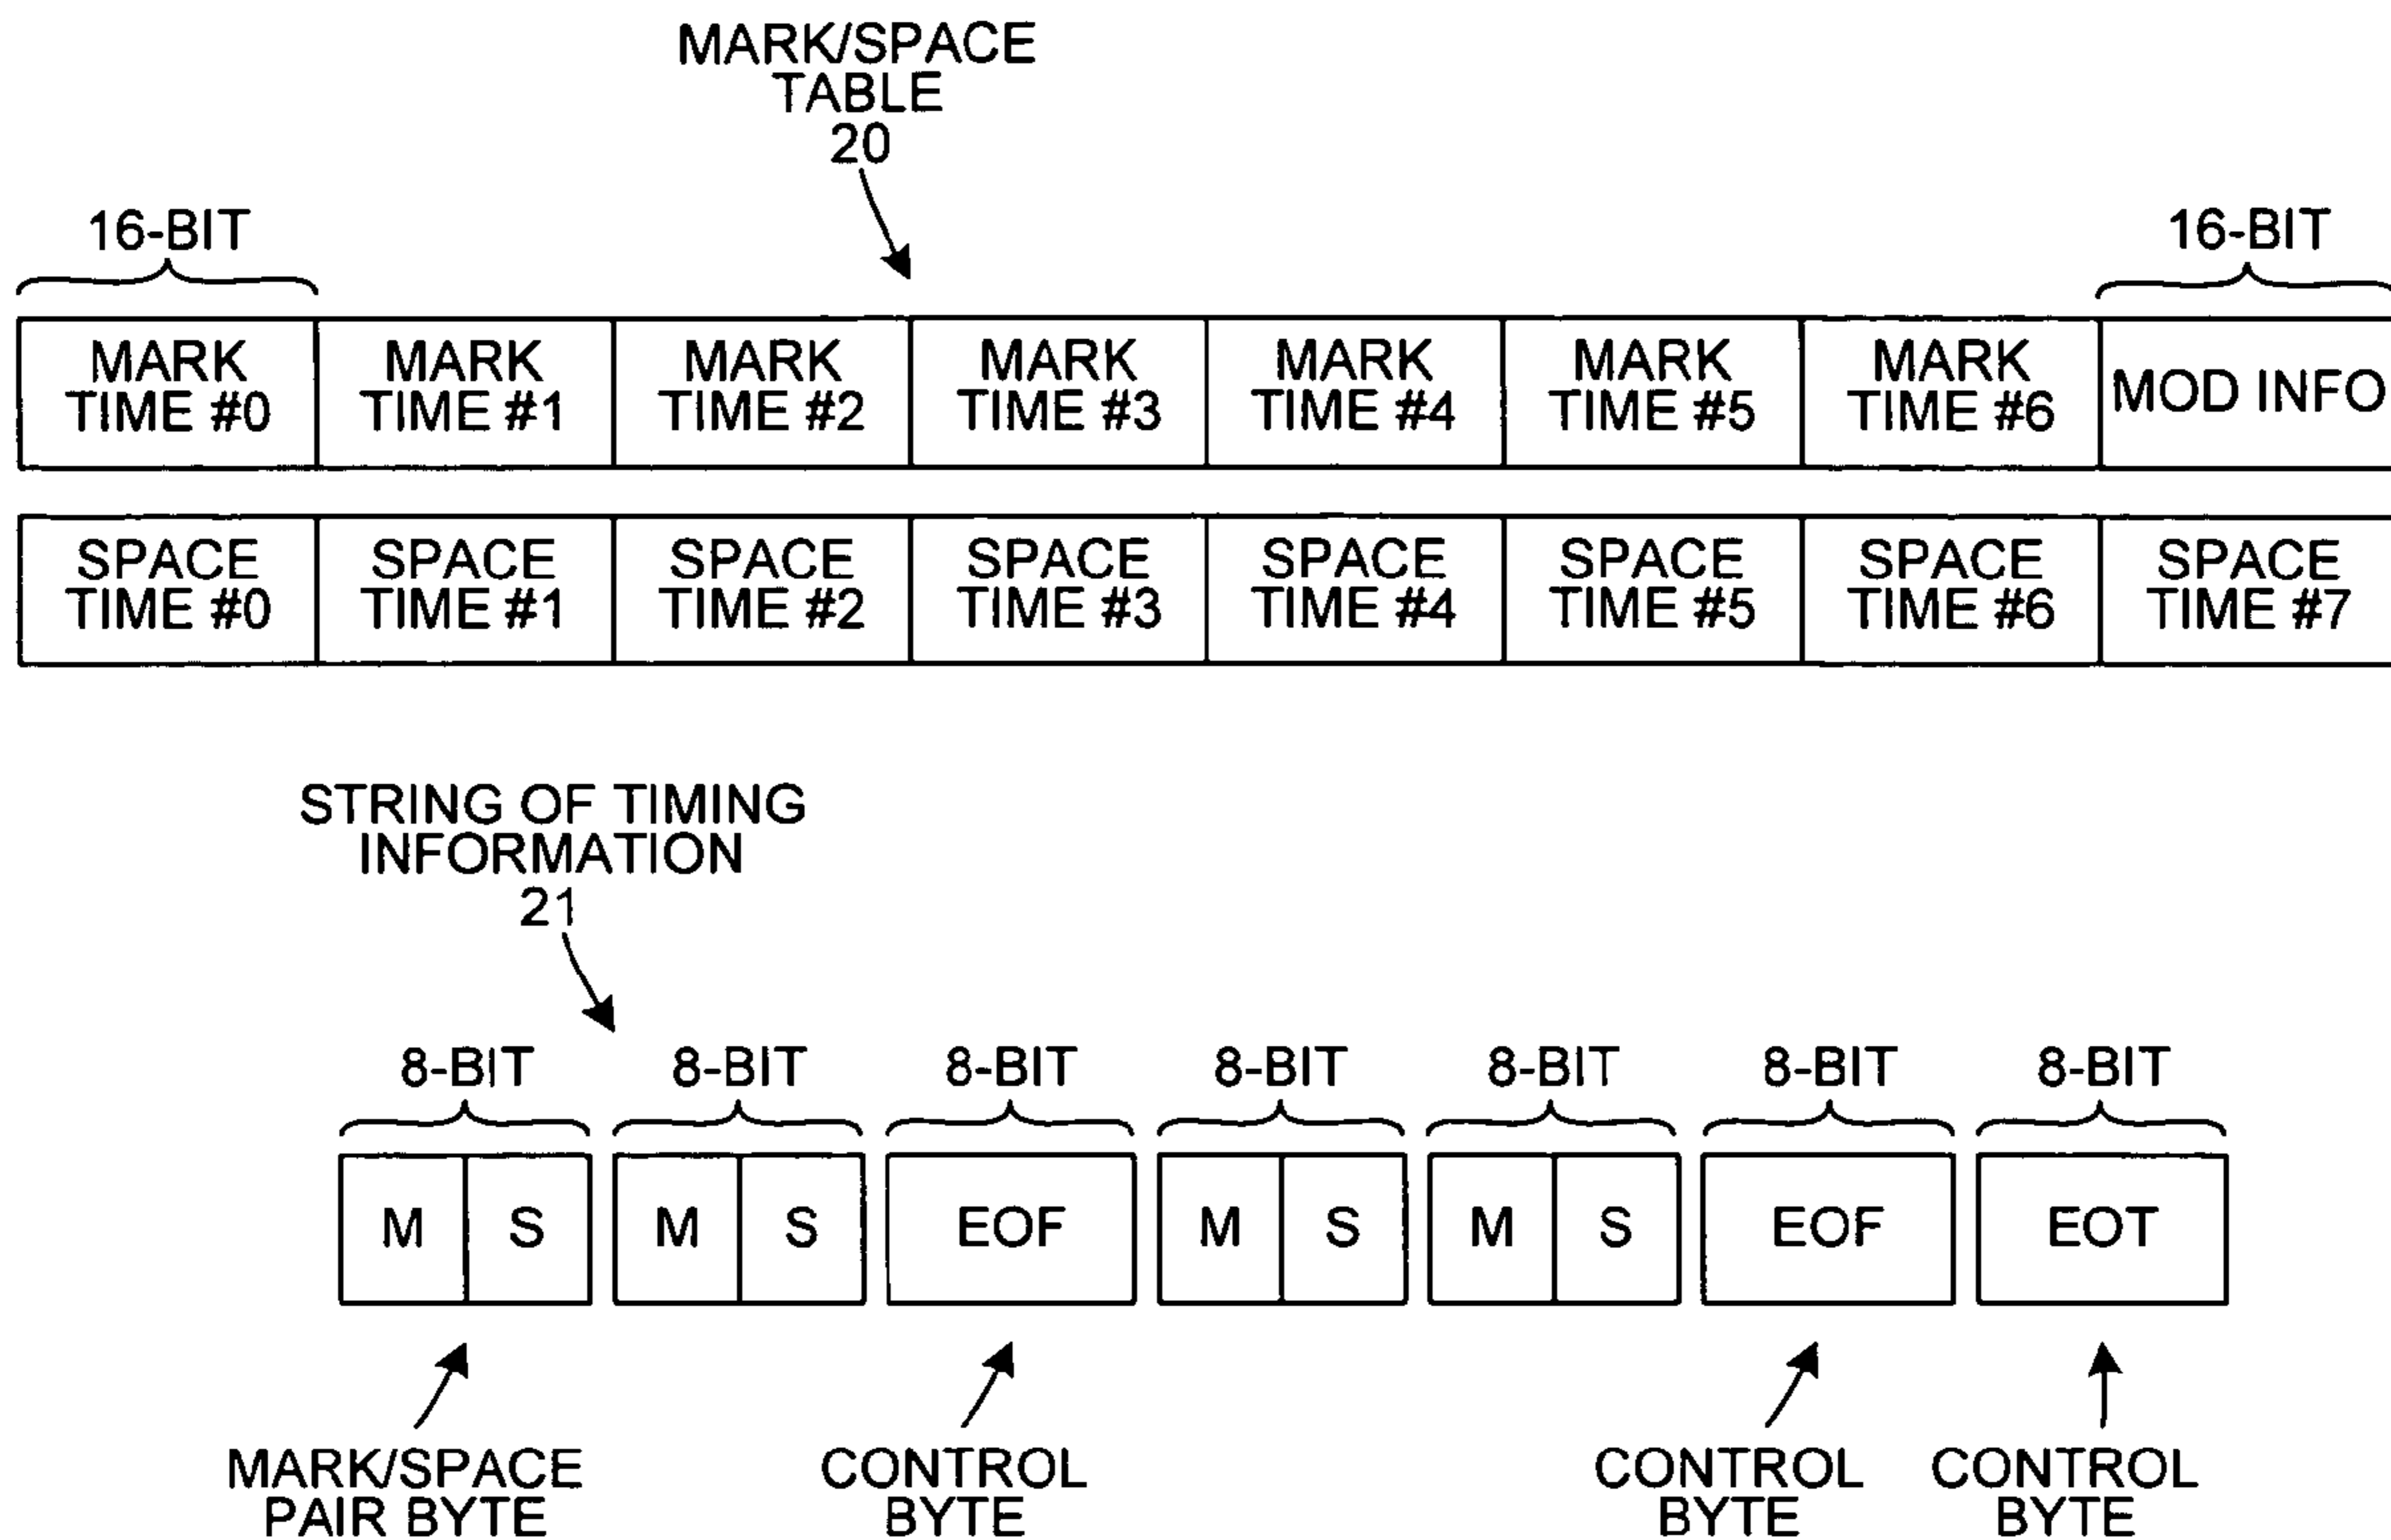 MARK/SPACE
TABLE
20
16-BIT
16-BIT
MARK TIME #0
MARK TIME #1
MARK TIME #2
MARK TIME #3
MARK TIME #4
MARK TIME #5
MARK TIME #6
MOD INFO
SPACE TIME #0
SPACE TIME #1
SPACE TIME #2
SPACE TIME #3
SPACE TIME #4
SPACE TIME #5
SPACE TIME #6
SPACE TIME #7
STRING OF TIMING
INFORMATION
21
8-BIT 8-BIT 8-BIT 8-BIT 8-BIT 8-BIT 8-BIT
M S M S EOF M S M S EOF EOT
MARK/SPACE
PAIR BYTE
CONTROL
BYTE
CONTROL
BYTE
CONTROL
BYTE